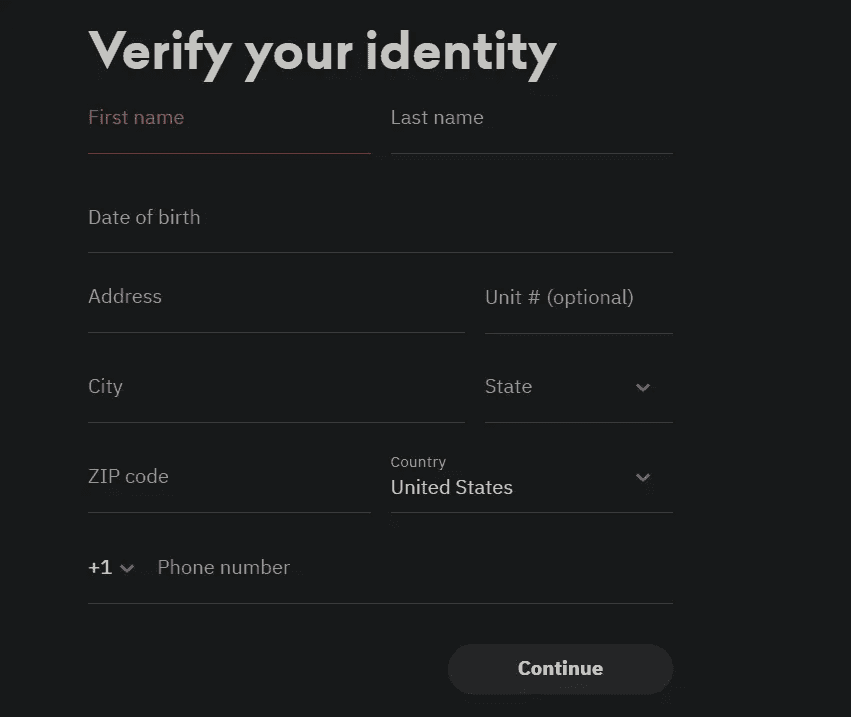 Verify your identity
First name
Last name
Date of birth
Address
Unit # (optional)
City
State
ZIP code
Country
United States
+1
Phone number
Continue